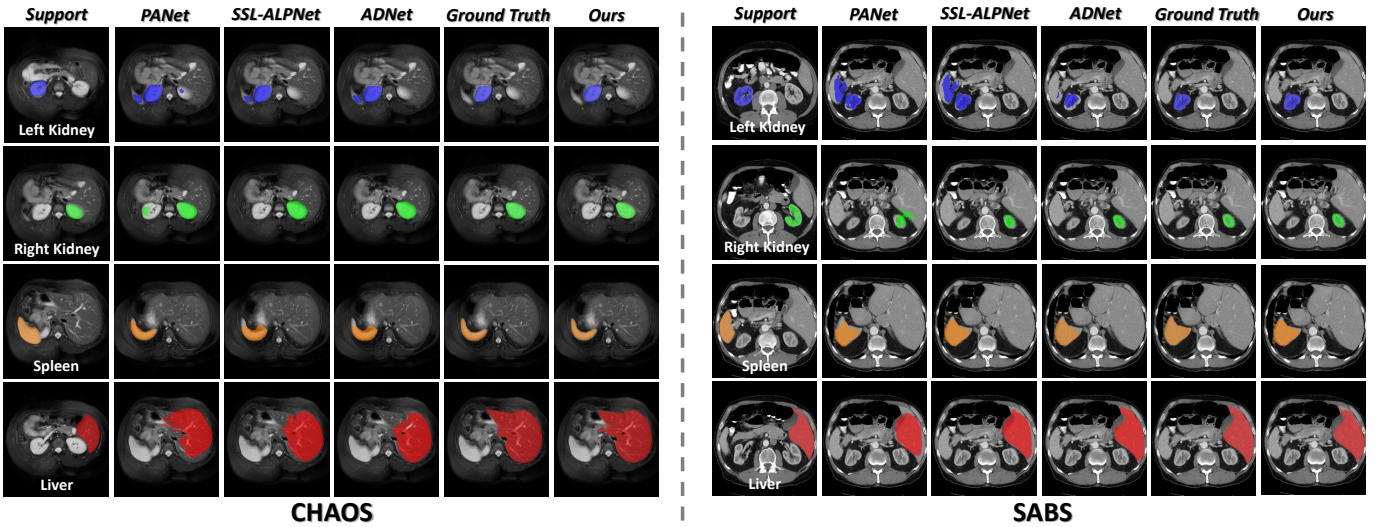 Support PANet SSL-ALPNet ADNet Ground Truth Ours
Left Kidney
Right Kidney
Spleen
Liver
CHAOS
Support PANet SSL-ALPNet ADNet Ground Truth Ours
Left Kidney
Right Kidney
Spleen
Liver
SABS